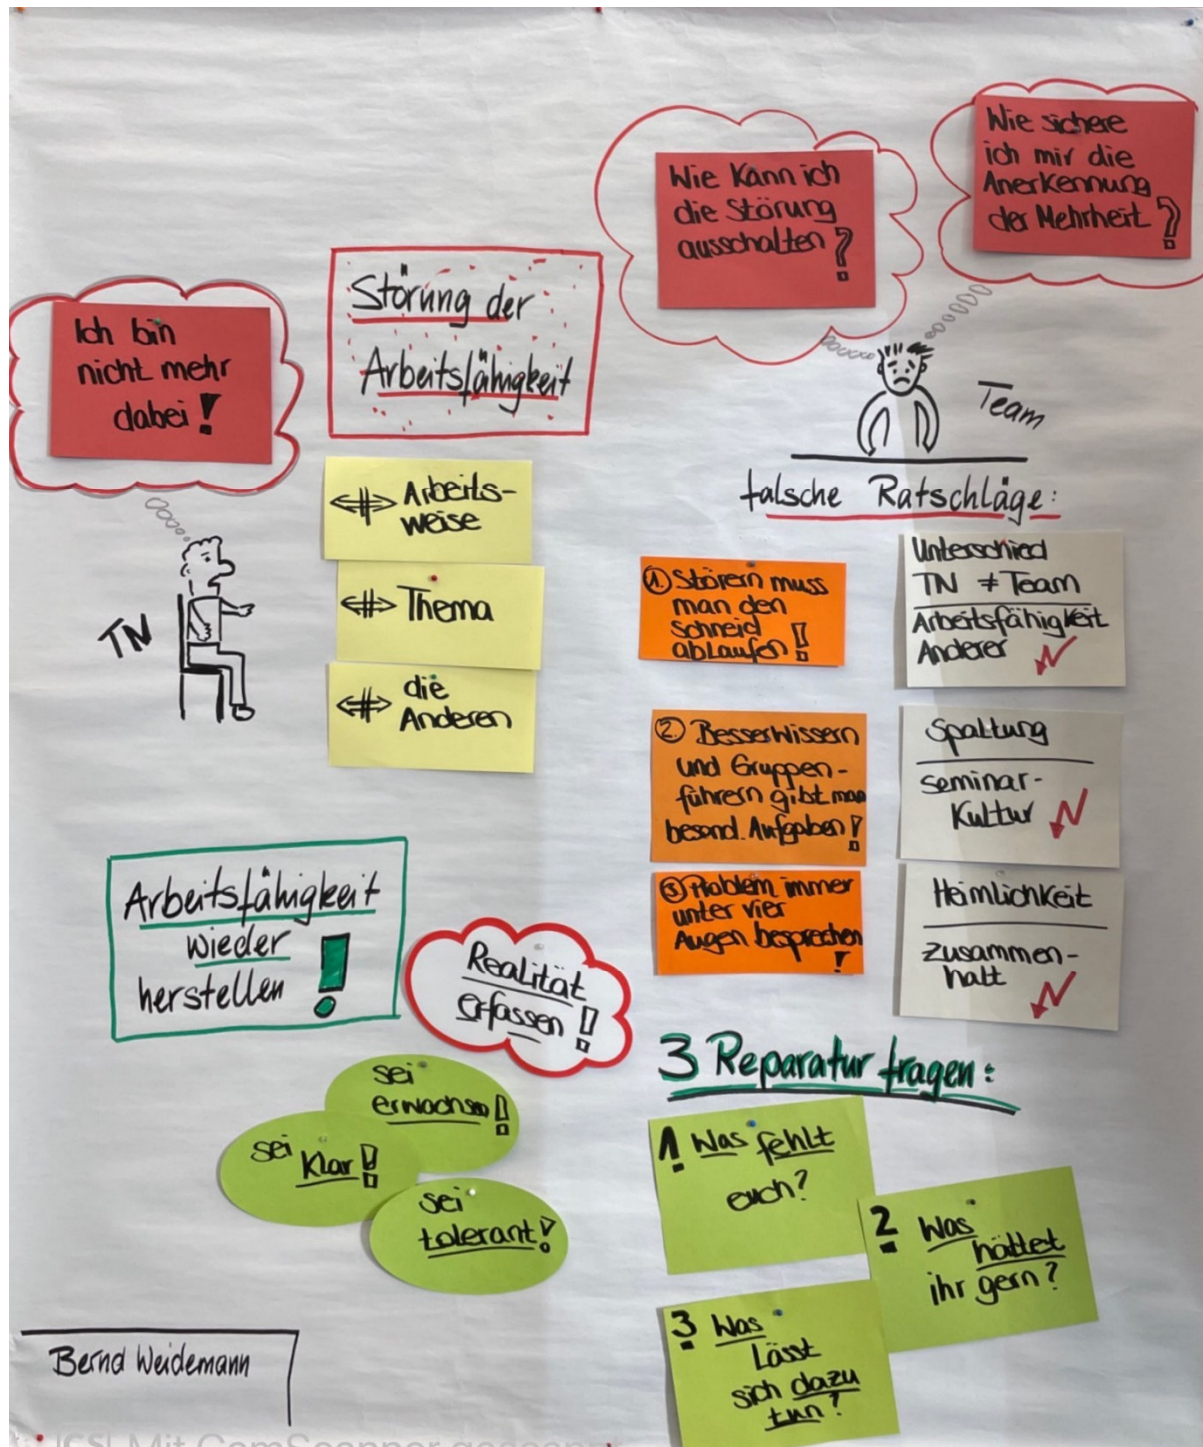 Wie sichere
ich mir die
Anerkennung
der Mehrheit?
Wie kann ich
die Störung
ausschalten?
Störung der
Arbeitsfähigkeit
Ich bin
nicht mehr
dabei!
Team
Arbeits-
weise
Thema
die
Anderen
TN
falsche Ratschläge:
1. Störern muss
man den
Schneid
ablaufen!
Unterschied
TN ≠ Team
Arbeitsfähigkeit
Anderer
2. Besserwissern
und Gruppen-
führern gibt man
besond. Aufgaben!
Spaltung
Seminar-
Kultur
3. Problem immer
unter vier
Augen besprechen
!
Heimlichkeit
Zusammen-
halt
Arbeitsfähigkeit
wieder
herstellen!
Realität
erfassen!
sei
erwachsen!
sei Klar!
sei
tolerant!
3 Reparaturfragen:
1. Was fehlt
euch?
2. Was
hättet
ihr gern?
3. Was
Lässt
sich dazu
tun?
Bernd Weidemann
CS Mit CamScanner gescannt